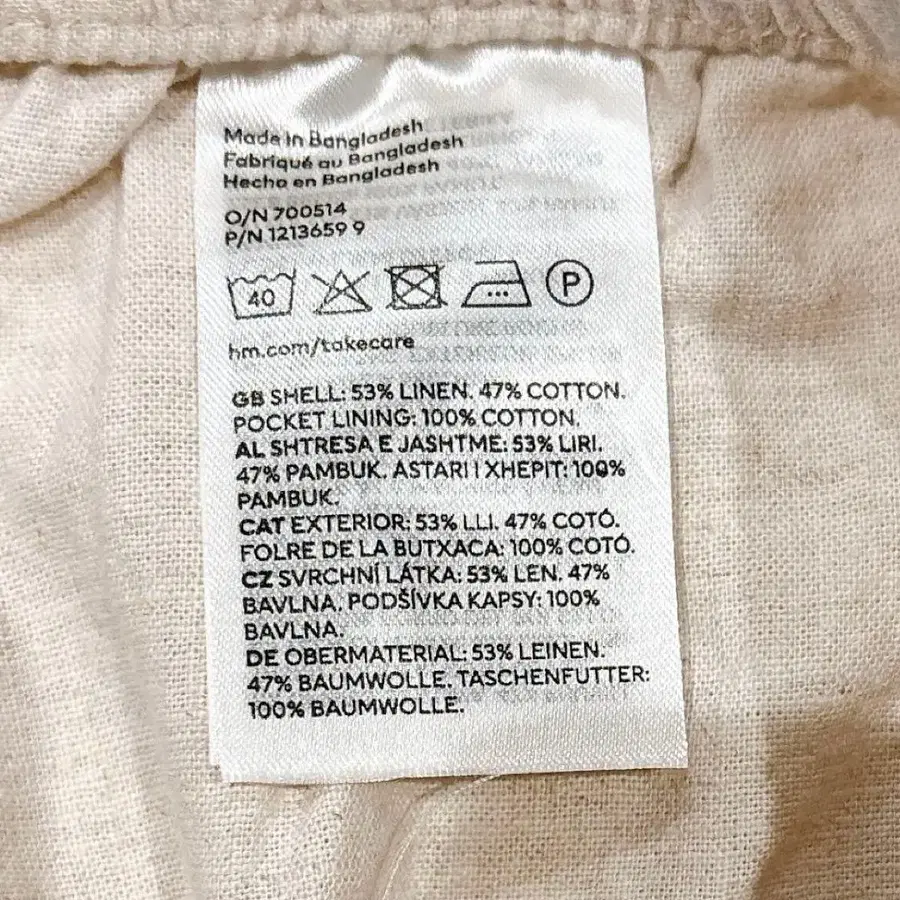 Made in Bangladesh
Fabriqué au Bangladesh
Hecho en Bangladesh
O/N 700514
P/N 1213659 9
40 P
hm.com/takecare
GB SHELL: 53% LINEN. 47% COTTON.
POCKET LINING: 100% COTTON.
AL SHTRESA E JASHTME: 53% LIRI.
47% PAMBUK. ASTARI I XHEPIT: 100%
PAMBUK.
CAT EXTERIOR: 53% LLI. 47% COTÓ.
FOLRE DE LA BUTXACA: 100% COTÓ.
CZ SVRCHNÍ LÁTKA: 53% LEN. 47%
BAVLNA. PODŠÍVKA KAPSY: 100%
BAVLNA.
DE OBERMATERIAL: 53% LEINEN.
47% BAUMWOLLE. TASCHENFUTTER:
100% BAUMWOLLE.